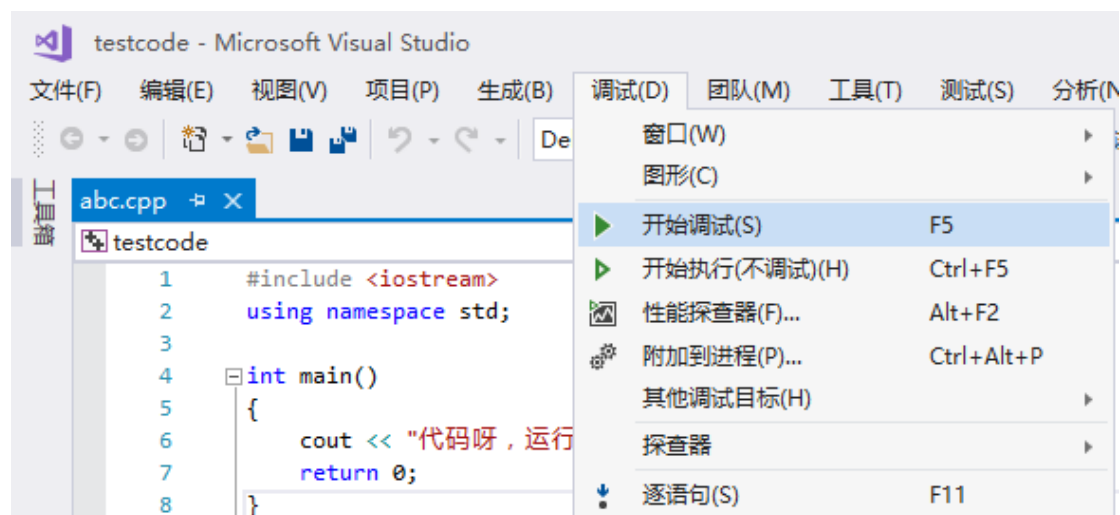 testcode - Microsoft Visual Studio
文件(F) 编辑(E) 视图(V) 项目(P) 生成(B) 调试(D) 团队(M) 工具(T) 测试(S) 分析(N
De
窗口(W)
图形(C)
工具箱
abc.cpp
开始调试(S) F5
testcode
开始执行(不调试)(H) Ctrl+F5
1 #include <iostream>
2 using namespace std;
性能探查器(F)... Alt+F2
3
附加到进程(P)... Ctrl+Alt+P
4 int main()
其他调试目标(H)
5 {
6 cout << "代码呀，运行
探查器
7 return 0;
逐语句(S) F11
8 }